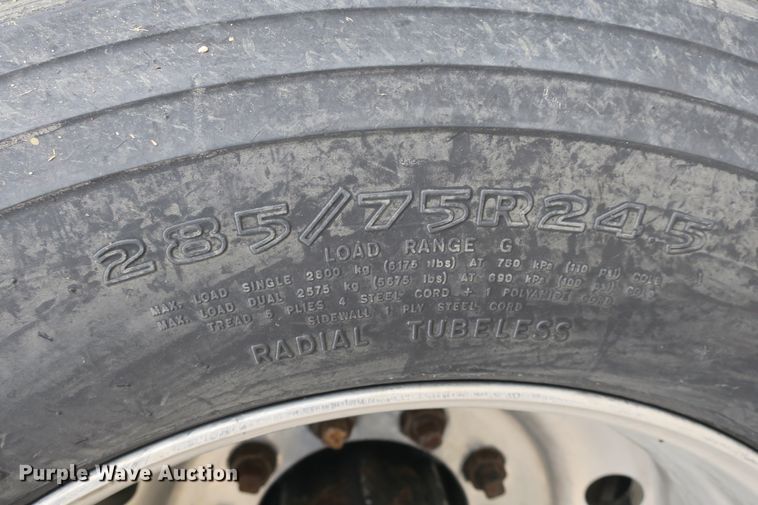 285/75R24.5
LOAD RANGE G
MAX. LOAD SINGLE 2800 kg (6175 lbs) AT 760 kPa (110 psi) COLD
MAX. LOAD DUAL 2575 kg (5675 lbs) AT 690 kPa (100 psi) COLD
TREAD 5 PLIES 4 STEEL CORD + 1 POLYAMIDE CORD
SIDEWALL 1 PLY STEEL CORD
RADIAL TUBELESS
Purple Wave Auction